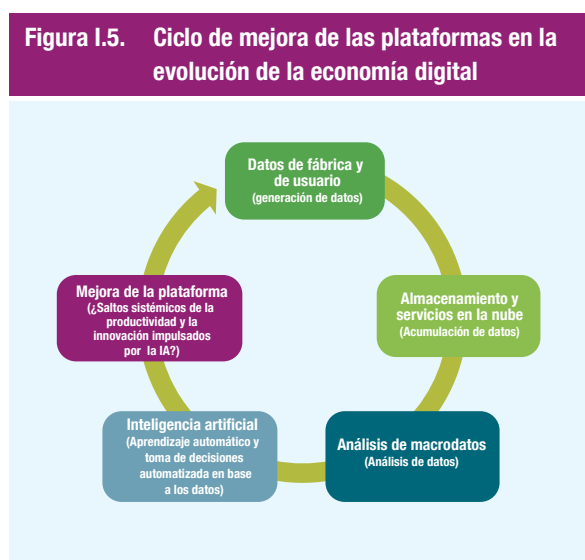 Figura I.5. Ciclo de mejora de las plataformas en la
evolución de la economía digital
Datos de fábrica y
de usuario
(generación de datos)
Almacenamiento y
servicios en la nube
(Acumulación de datos)
Análisis de macrodatos
(Análisis de datos)
Inteligencia artificial
(Aprendizaje automático y
toma de decisiones
automatizada en base
a los datos)
Mejora de la plataforma
(¿Saltos sistémicos de la
productividad y la
innovación impulsados
por la IA?)